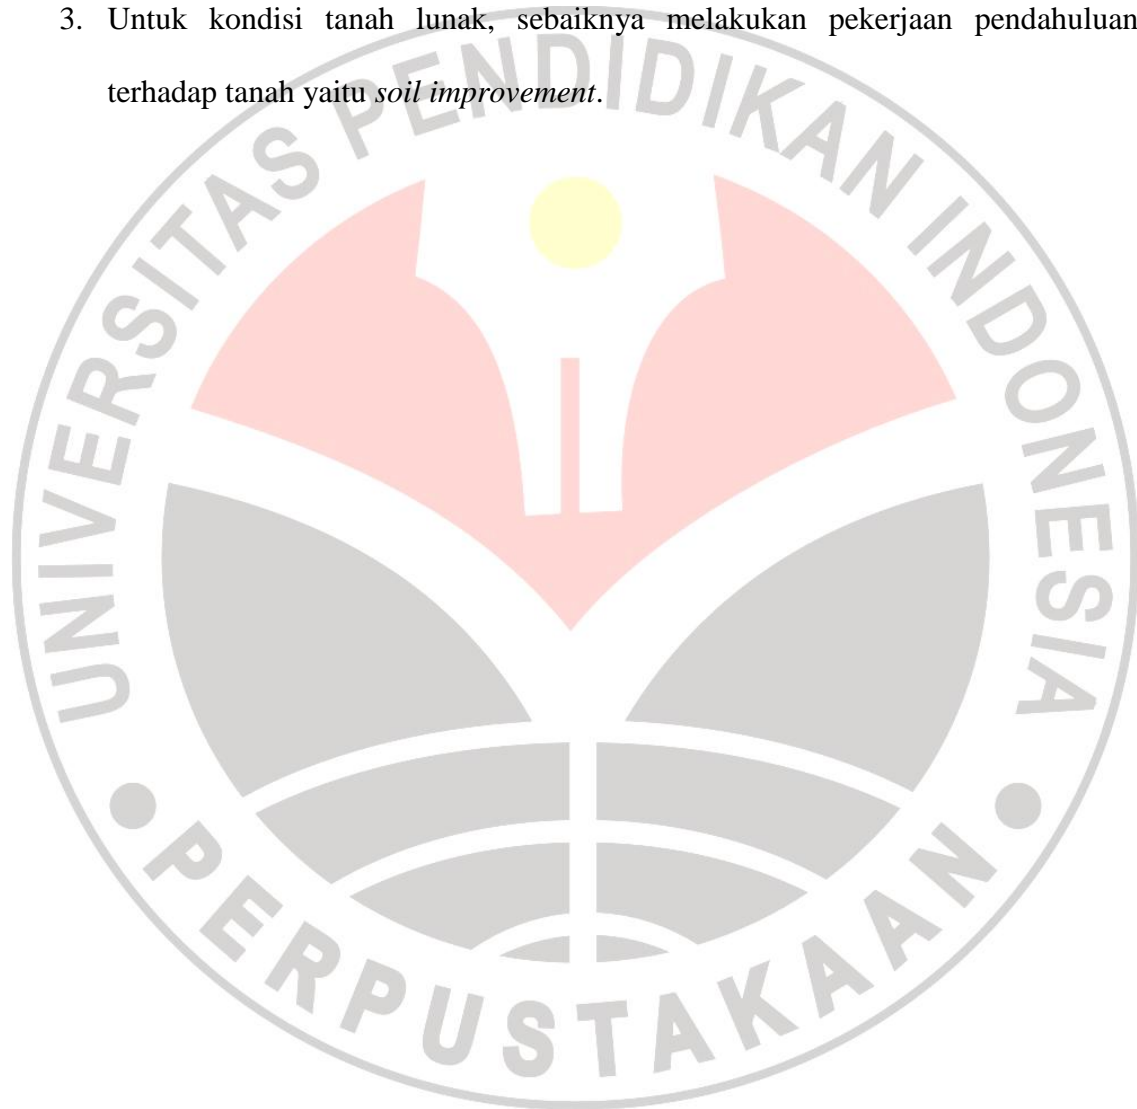 3. Untuk kondisi tanah lunak, sebaiknya melakukan pekerjaan pendahuluan
terhadap tanah yaitu soil improvement.
UNIVERSITAS PENDIDIKAN INDONESIA
PERPUSTAKAAN